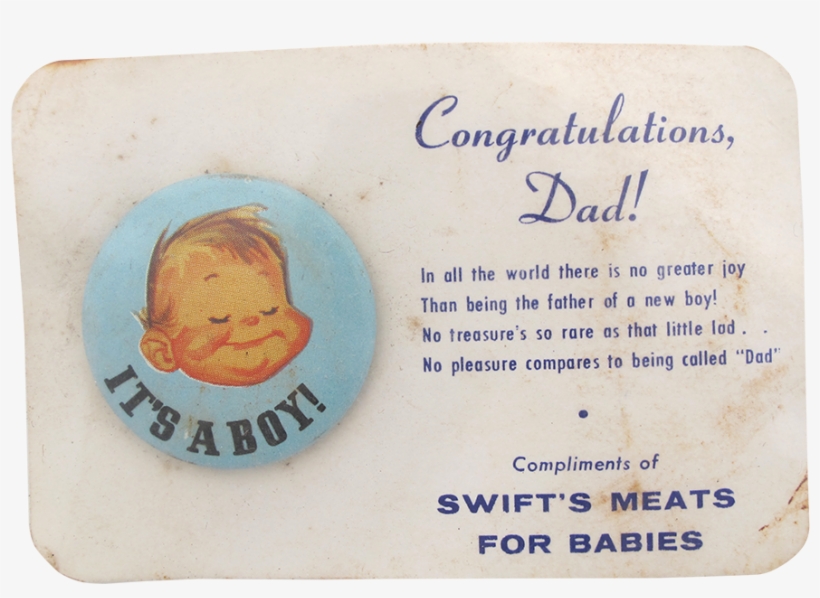 IT'S A BOY!
Congratulations,
Dad!
In all the world there is no greater joy
Than being the father of a new boy!
No treasure's so rare as that little lad . .
No pleasure compares to being called "Dad"
Compliments of
SWIFT'S MEATS
FOR BABIES